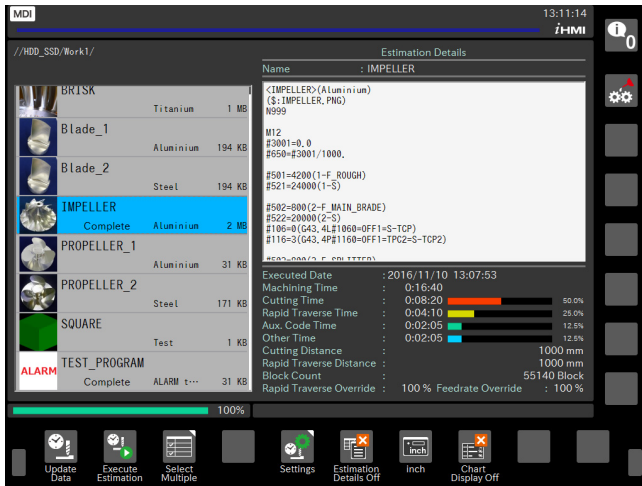 MDI
13:11:14
iHMI
0
//HDD_SSD/Work1/
Estimation Details
Name : IMPELLER
BRISK
Titanium 1 MB
Blade_1
Aluminium 194 KB
Blade_2
Steel 194 KB
IMPELLER
Complete Aluminium 2 MB
PROPELLER_1
Aluminium 31 KB
PROPELLER_2
Steel 171 KB
SQUARE
Test 1 KB
ALARM
TEST_PROGRAM
Complete ALARM t… 31 KB
<IMPELLER>(Aluminium)
($:IMPELLER,PNG)
N999
M12
#3001=0.0
#650=#3001/1000.
#501=4200(1-F_ROUGH)
#521=24000(1-S)
#502=800(2-F_MAIN_BRADE)
#522=20000(2-S)
#106=0(G43,4L#1060=OFF1=S-TCP)
#116=3(G43,4P#1160=OFF1=TPC2=S-TCP2)
#503=800(3-F_SPLITTER)
Executed Date : 2016/11/10 13:07:53
Machining Time : 0:16:40
Cutting Time : 0:08:20 50.0%
Rapid Traverse Time : 0:04:10 25.0%
Aux. Code Time : 0:02:05 12.5%
Other Time : 0:02:05 12.5%
Cutting Distance : 1000 mm
Rapid Traverse Distance : 1000 mm
Block Count : 55140 Block
Rapid Traverse Override : 100 % Feedrate Override : 100 %
100%
Update Data
Execute Estimation
Select Multiple
Settings
Estimation Details Off
inch
inch
Chart Display Off